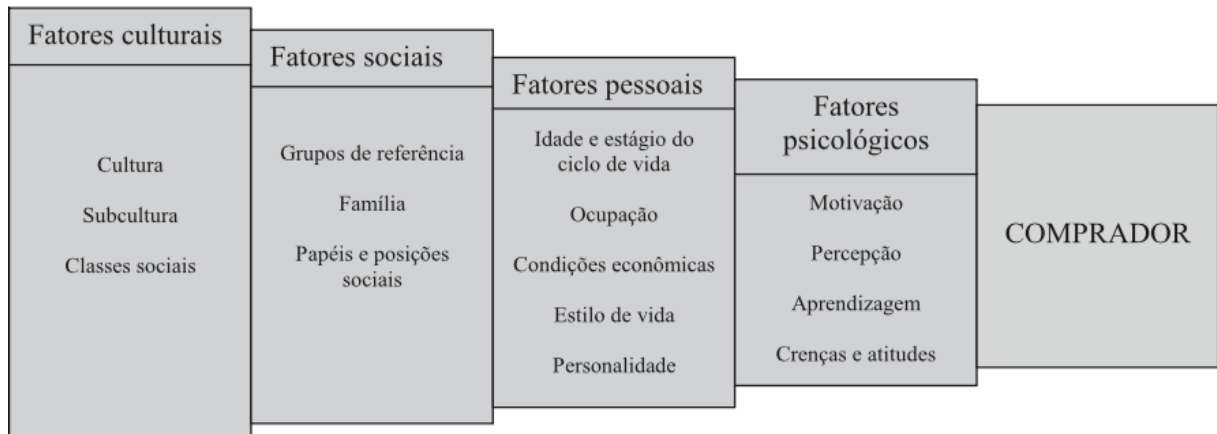 Fatores culturais
Cultura
Subcultura
Classes sociais
Fatores sociais
Grupos de referência
Família
Papéis e posições
sociais
Fatores pessoais
Idade e estágio do
ciclo de vida
Ocupação
Condições econômicas
Estilo de vida
Personalidade
Fatores
psicológicos
Motivação
Percepção
Aprendizagem
Crenças e atitudes
COMPRADOR